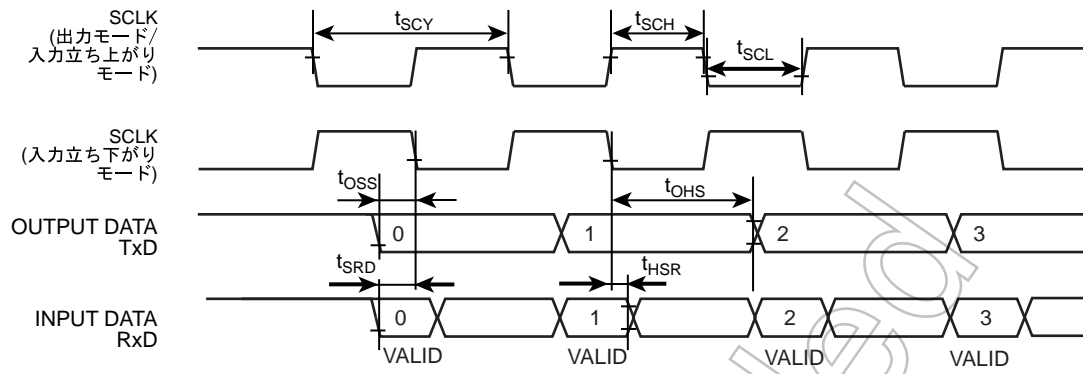 SCLK
(出力モード/
入力立ち上がり
モード)
tSCY
tSCH
tSCL
SCLK
(入力立ち下がり
モード)
tOSS
tOHS
OUTPUT DATA
TxD
0
1
2
3
tSRD
tHSR
INPUT DATA
RxD
0
1
2
3
VALID
VALID
VALID
VALID
led